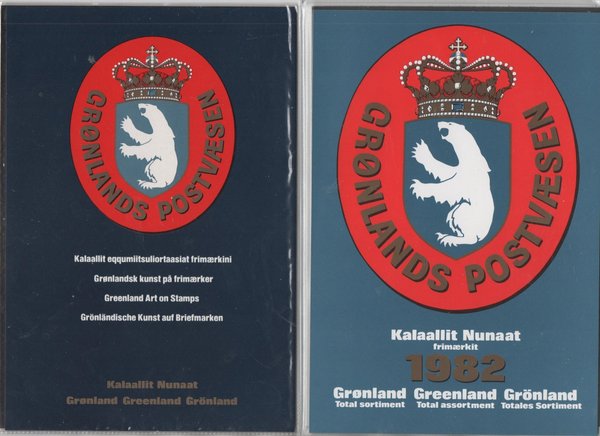 GRØNLANDS POSTVÆSEN
Kalaallit eqqumiitsuliortaasiat frimærkini
Grønlandsk kunst på frimærker
Greenland Art on Stamps
Grönländische Kunst auf Briefmarken
Kalaallit Nunaat
Grønland Greenland Grönland
GRØNLANDS POSTVÆSEN
Kalaallit Nunaat
frimærkit
1982
Grønland Greenland Grönland
Total sortiment Total assortment Totales Sortiment